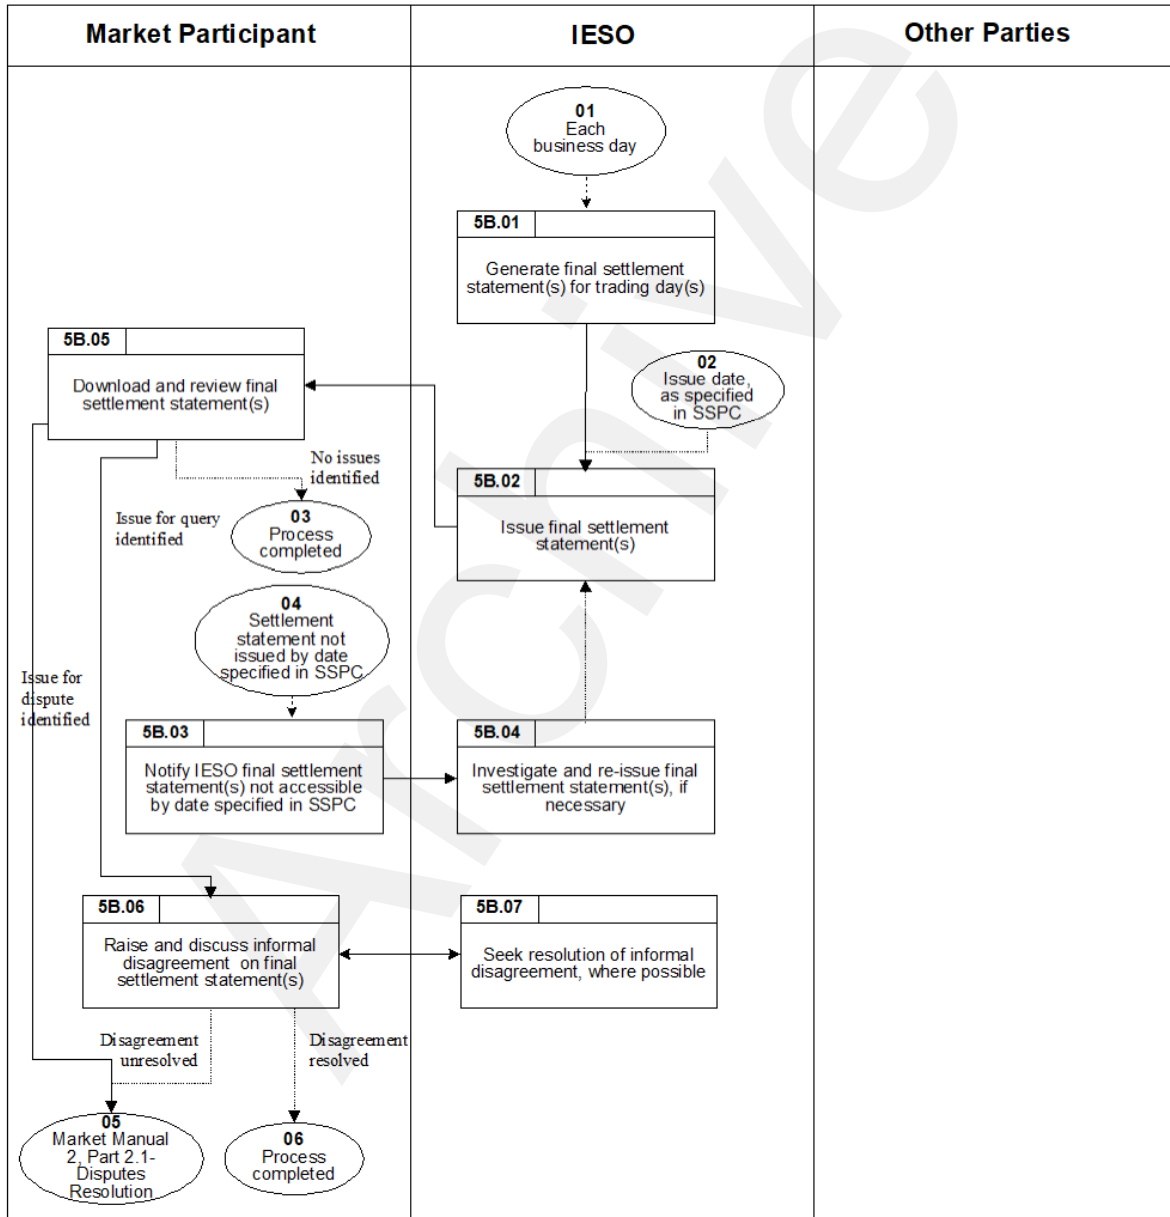 Market Participant
IESO
Other Parties
01
Each
business day
5B.01
Generate final settlement
statement(s) for trading day(s)
5B.05
Download and review final
settlement statement(s)
02
Issue date,
as specified
in SSPC
No issues
identified
5B.02
Issue final settlement
statement(s)
Issue for query
identified
03
Process
completed
04
Settlement
statement not
issued by date
specified in SSPC
Issue for
dispute
identified
5B.03
Notify IESO final settlement
statement(s) not accessible
by date specified in SSPC
5B.04
Investigate and re-issue final
settlement statement(s), if
necessary
5B.06
Raise and discuss informal
disagreement on final
settlement statement(s)
5B.07
Seek resolution of informal
disagreement, where possible
Disagreement
unresolved
Disagreement
resolved
05
Market Manual
2, Part 2.1-
Disputes
Resolution
06
Process
completed
Archive